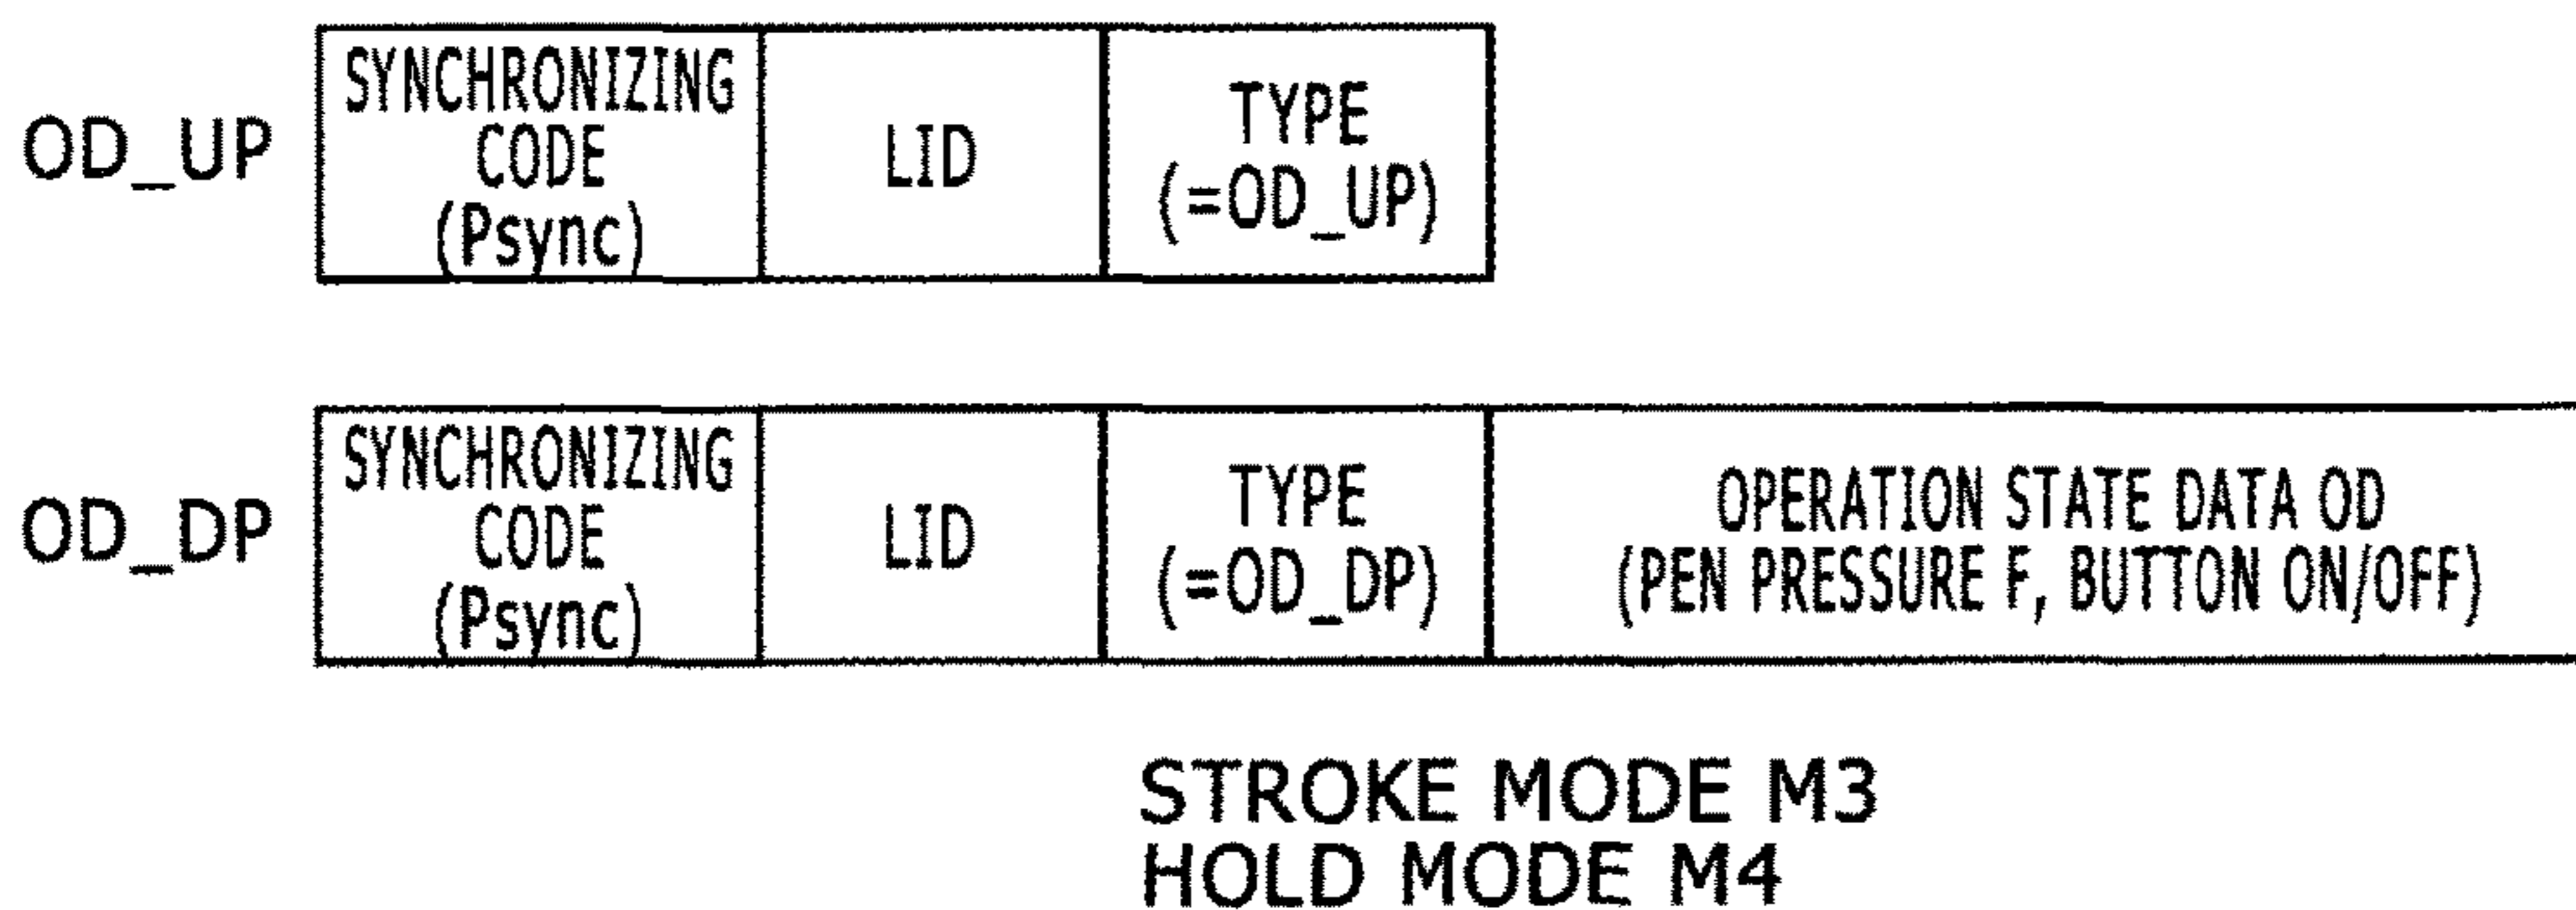 OD_UP
SYNCHRONIZING
CODE
(Psync)
LID
TYPE
(=OD_UP)
OD_DP
SYNCHRONIZING
CODE
(Psync)
LID
TYPE
(=OD_DP)
OPERATION STATE DATA OD
(PEN PRESSURE F, BUTTON ON/OFF)
STROKE MODE M3
HOLD MODE M4